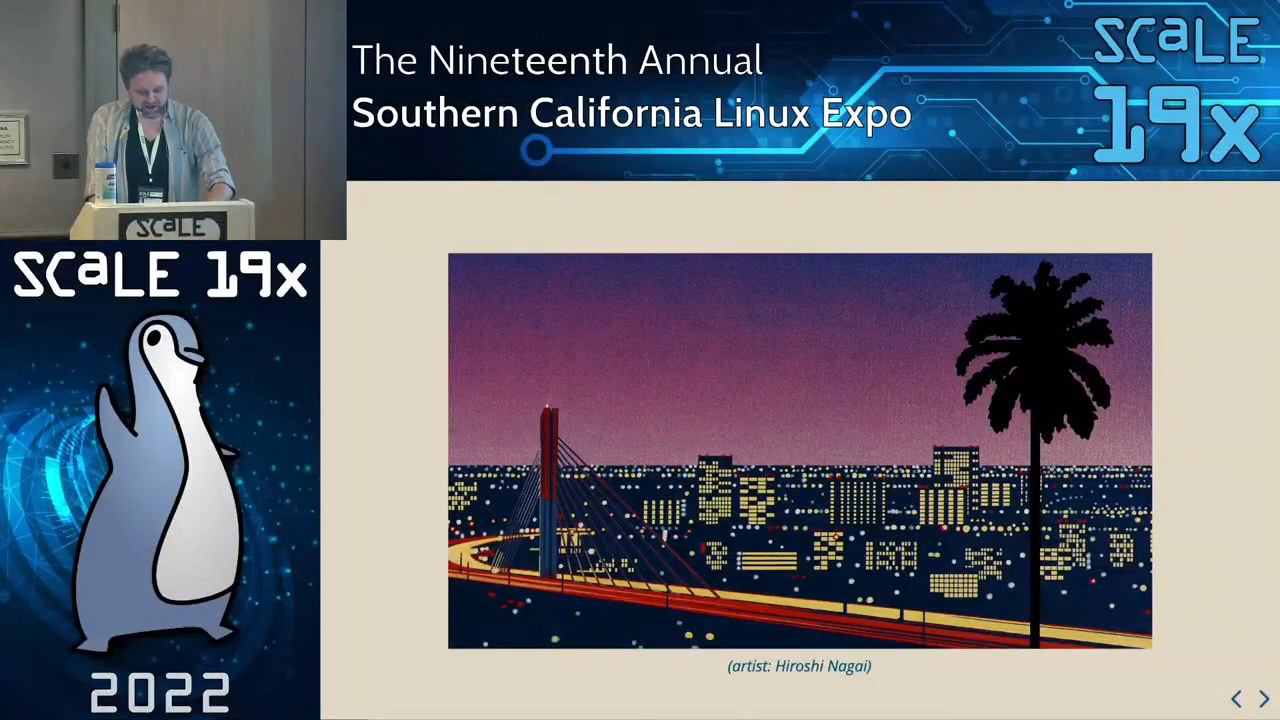 The Nineteenth Annual
Southern California Linux Expo
SCaLE
19x
SCaLE
SCaLE 19x
2022
(artist: Hiroshi Nagai)